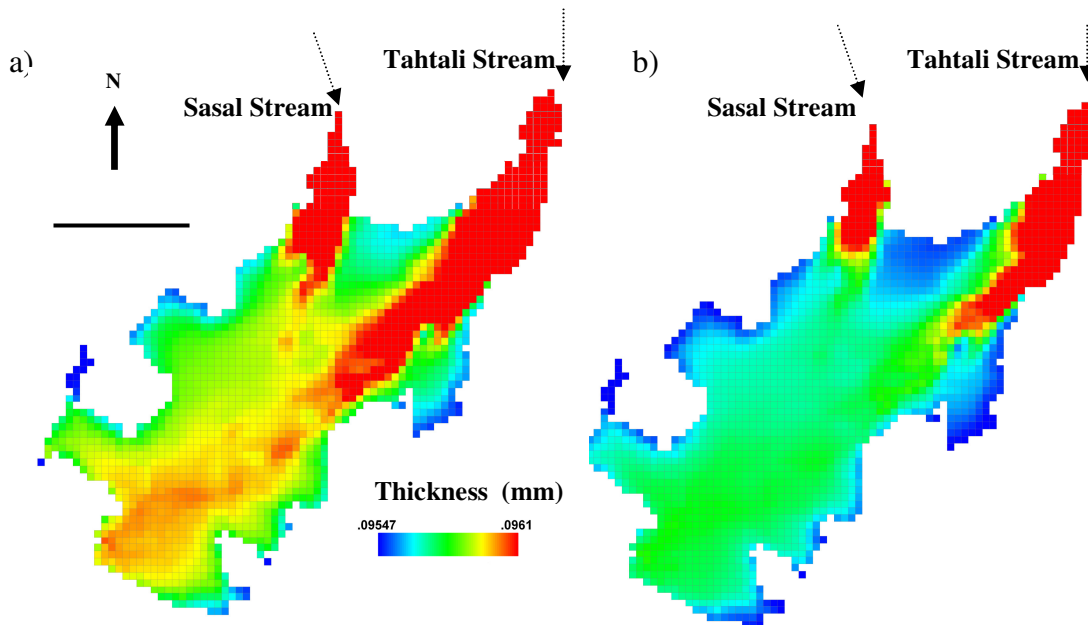 a)
N
Tahtali Stream
Sasal Stream
b)
Tahtali Stream
Sasal Stream
Thickness (mm)
.09547 .0961